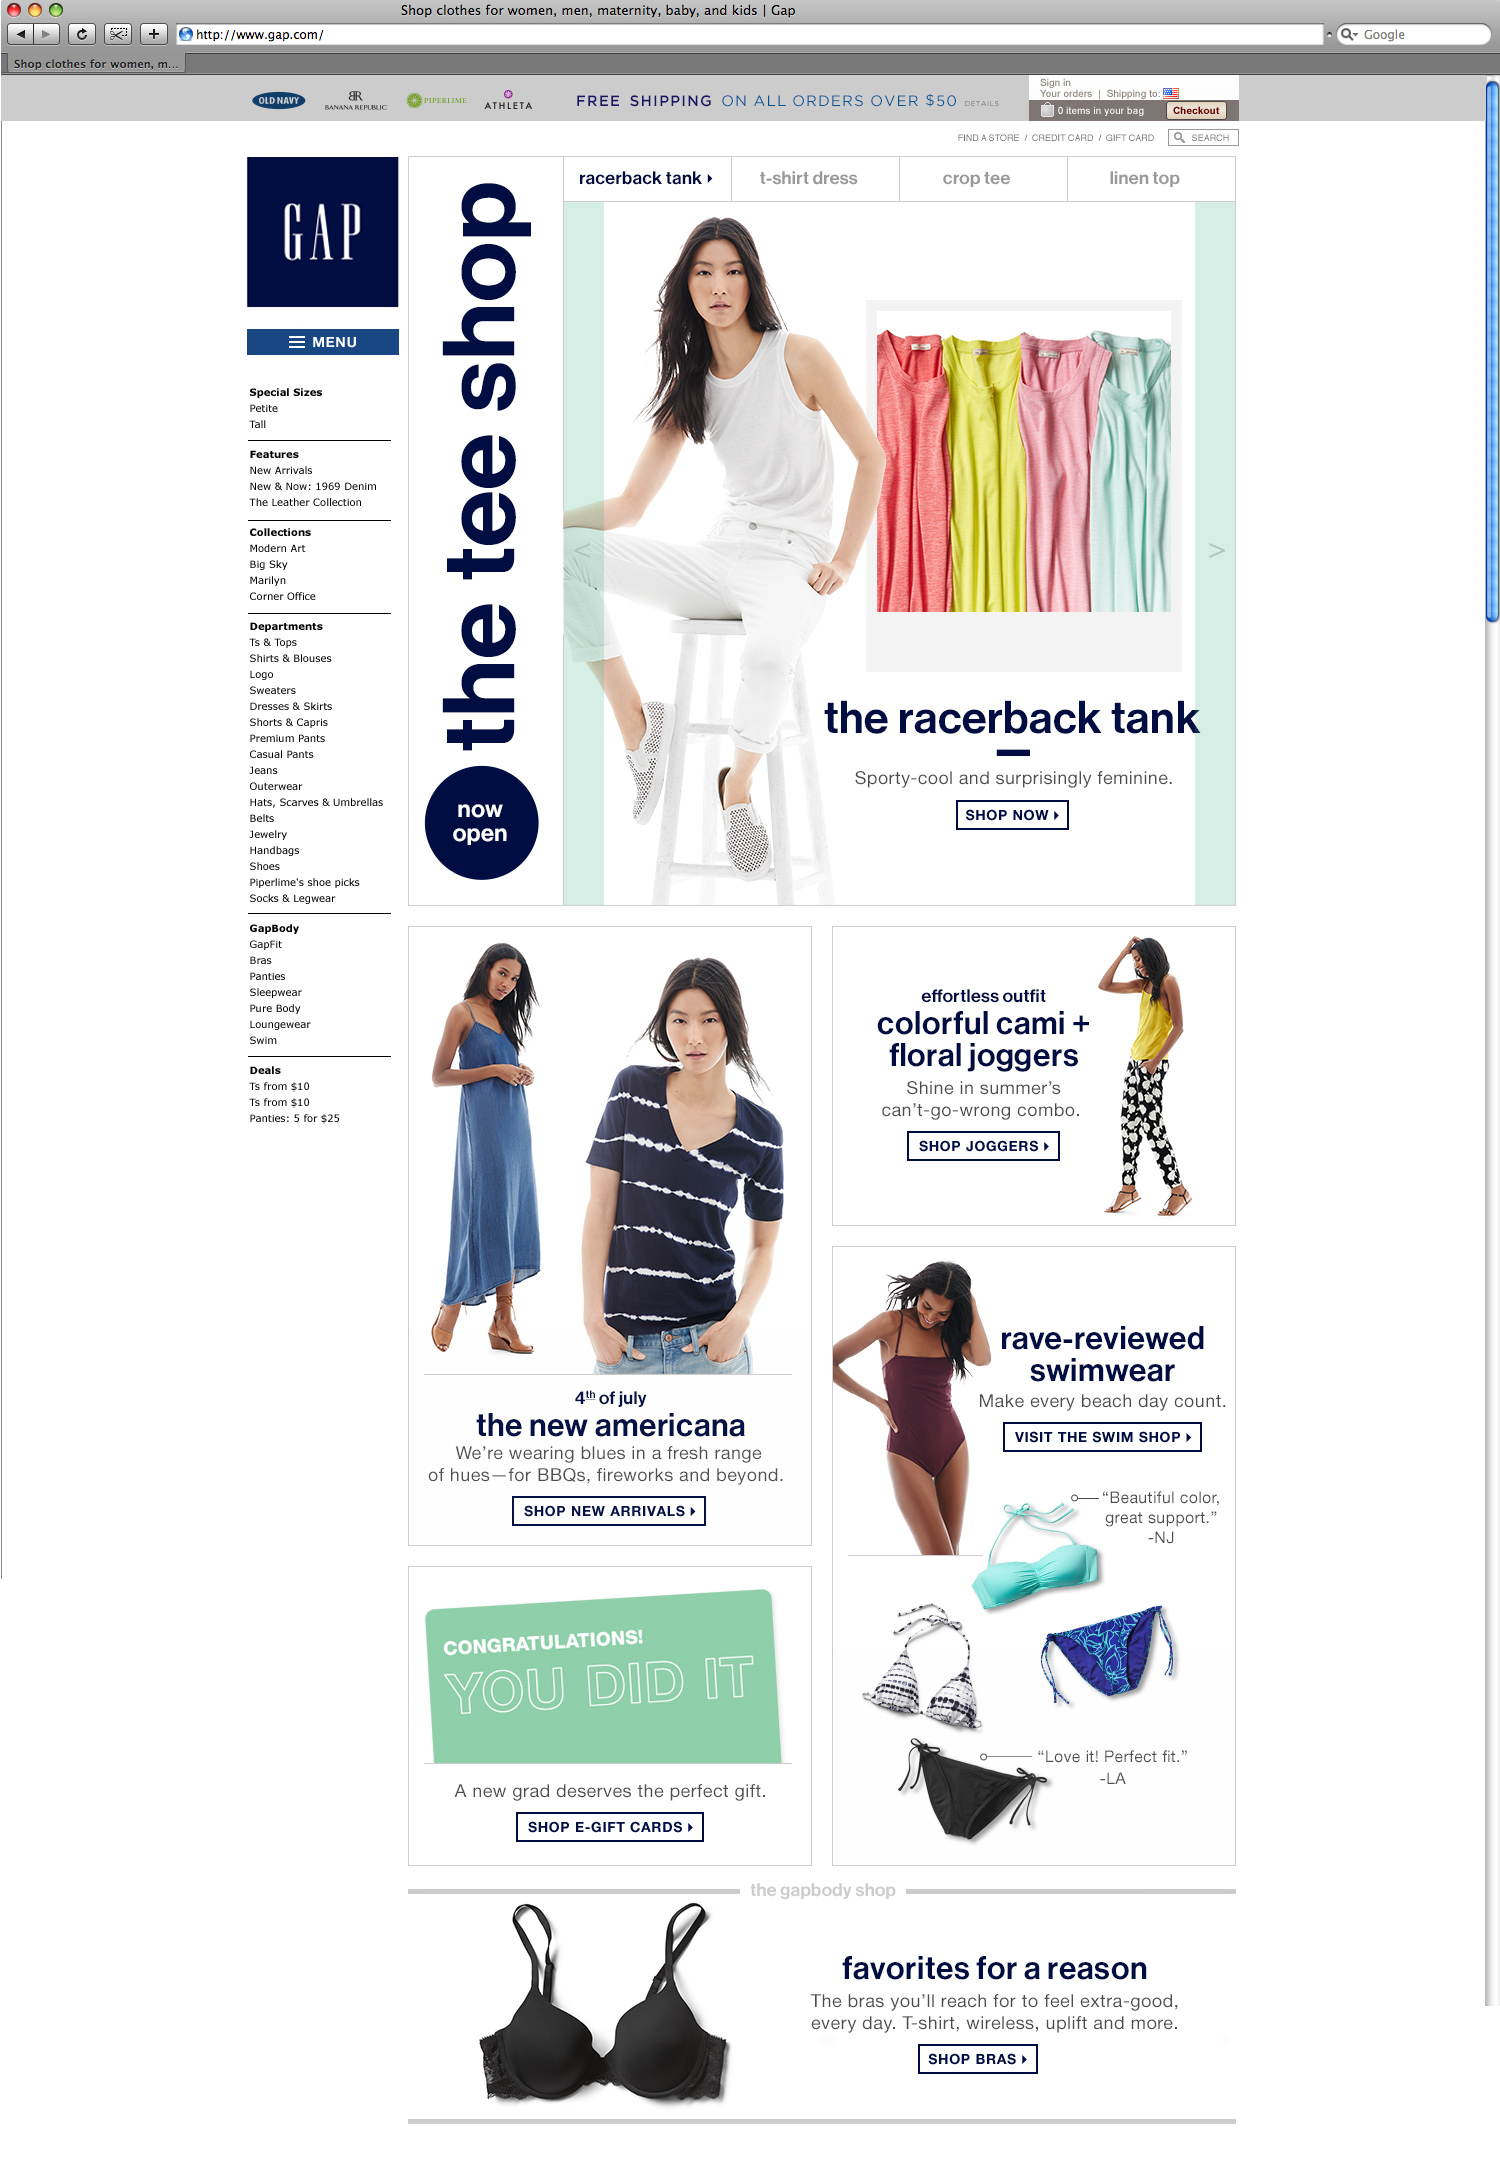 Shop clothes for women, men, maternity, baby, and kids | Gap
http://www.gap.com/
Google
Shop clothes for women, m...
OLD NAVY
BR
BANANA REPUBLIC
PIPERLIME
ATHLETA
FREE SHIPPING ON ALL ORDERS OVER $50 DETAILS
Sign in
Your orders | Shipping to:
0 items in your bag
Checkout
FIND A STORE / CREDIT CARD / GIFT CARD
SEARCH
GAP
MENU
Special Sizes
Petite
Tall
Features
New Arrivals
New & Now: 1969 Denim
The Leather Collection
Collections
Modern Art
Big Sky
Marilyn
Corner Office
Departments
Ts & Tops
Shirts & Blouses
Logo
Sweaters
Dresses & Skirts
Shorts & Capris
Premium Pants
Casual Pants
Jeans
Outerwear
Hats, Scarves & Umbrellas
Belts
Jewelry
Handbags
Shoes
Piperlime's shoe picks
Socks & Legwear
GapBody
GapFit
Bras
Panties
Sleepwear
Pure Body
Loungewear
Swim
Deals
Ts from $10
Ts from $10
Panties: 5 for $25
the tee shop
now
open
racerback tank
t-shirt dress
crop tee
linen top
<
>
the racerback tank
Sporty-cool and surprisingly feminine.
SHOP NOW
4th of july
the new americana
We're wearing blues in a fresh range
of hues—for BBQs, fireworks and beyond.
SHOP NEW ARRIVALS
effortless outfit
colorful cami +
floral joggers
Shine in summer's
can't-go-wrong combo.
SHOP JOGGERS
rave-reviewed
swimwear
Make every beach day count.
VISIT THE SWIM SHOP
“Beautiful color,
great support.”
-NJ
“Love it! Perfect fit.”
-LA
CONGRATULATIONS!
YOU DID IT
A new grad deserves the perfect gift.
SHOP E-GIFT CARDS
the gapbody shop
favorites for a reason
The bras you'll reach for to feel extra-good,
every day. T-shirt, wireless, uplift and more.
SHOP BRAS